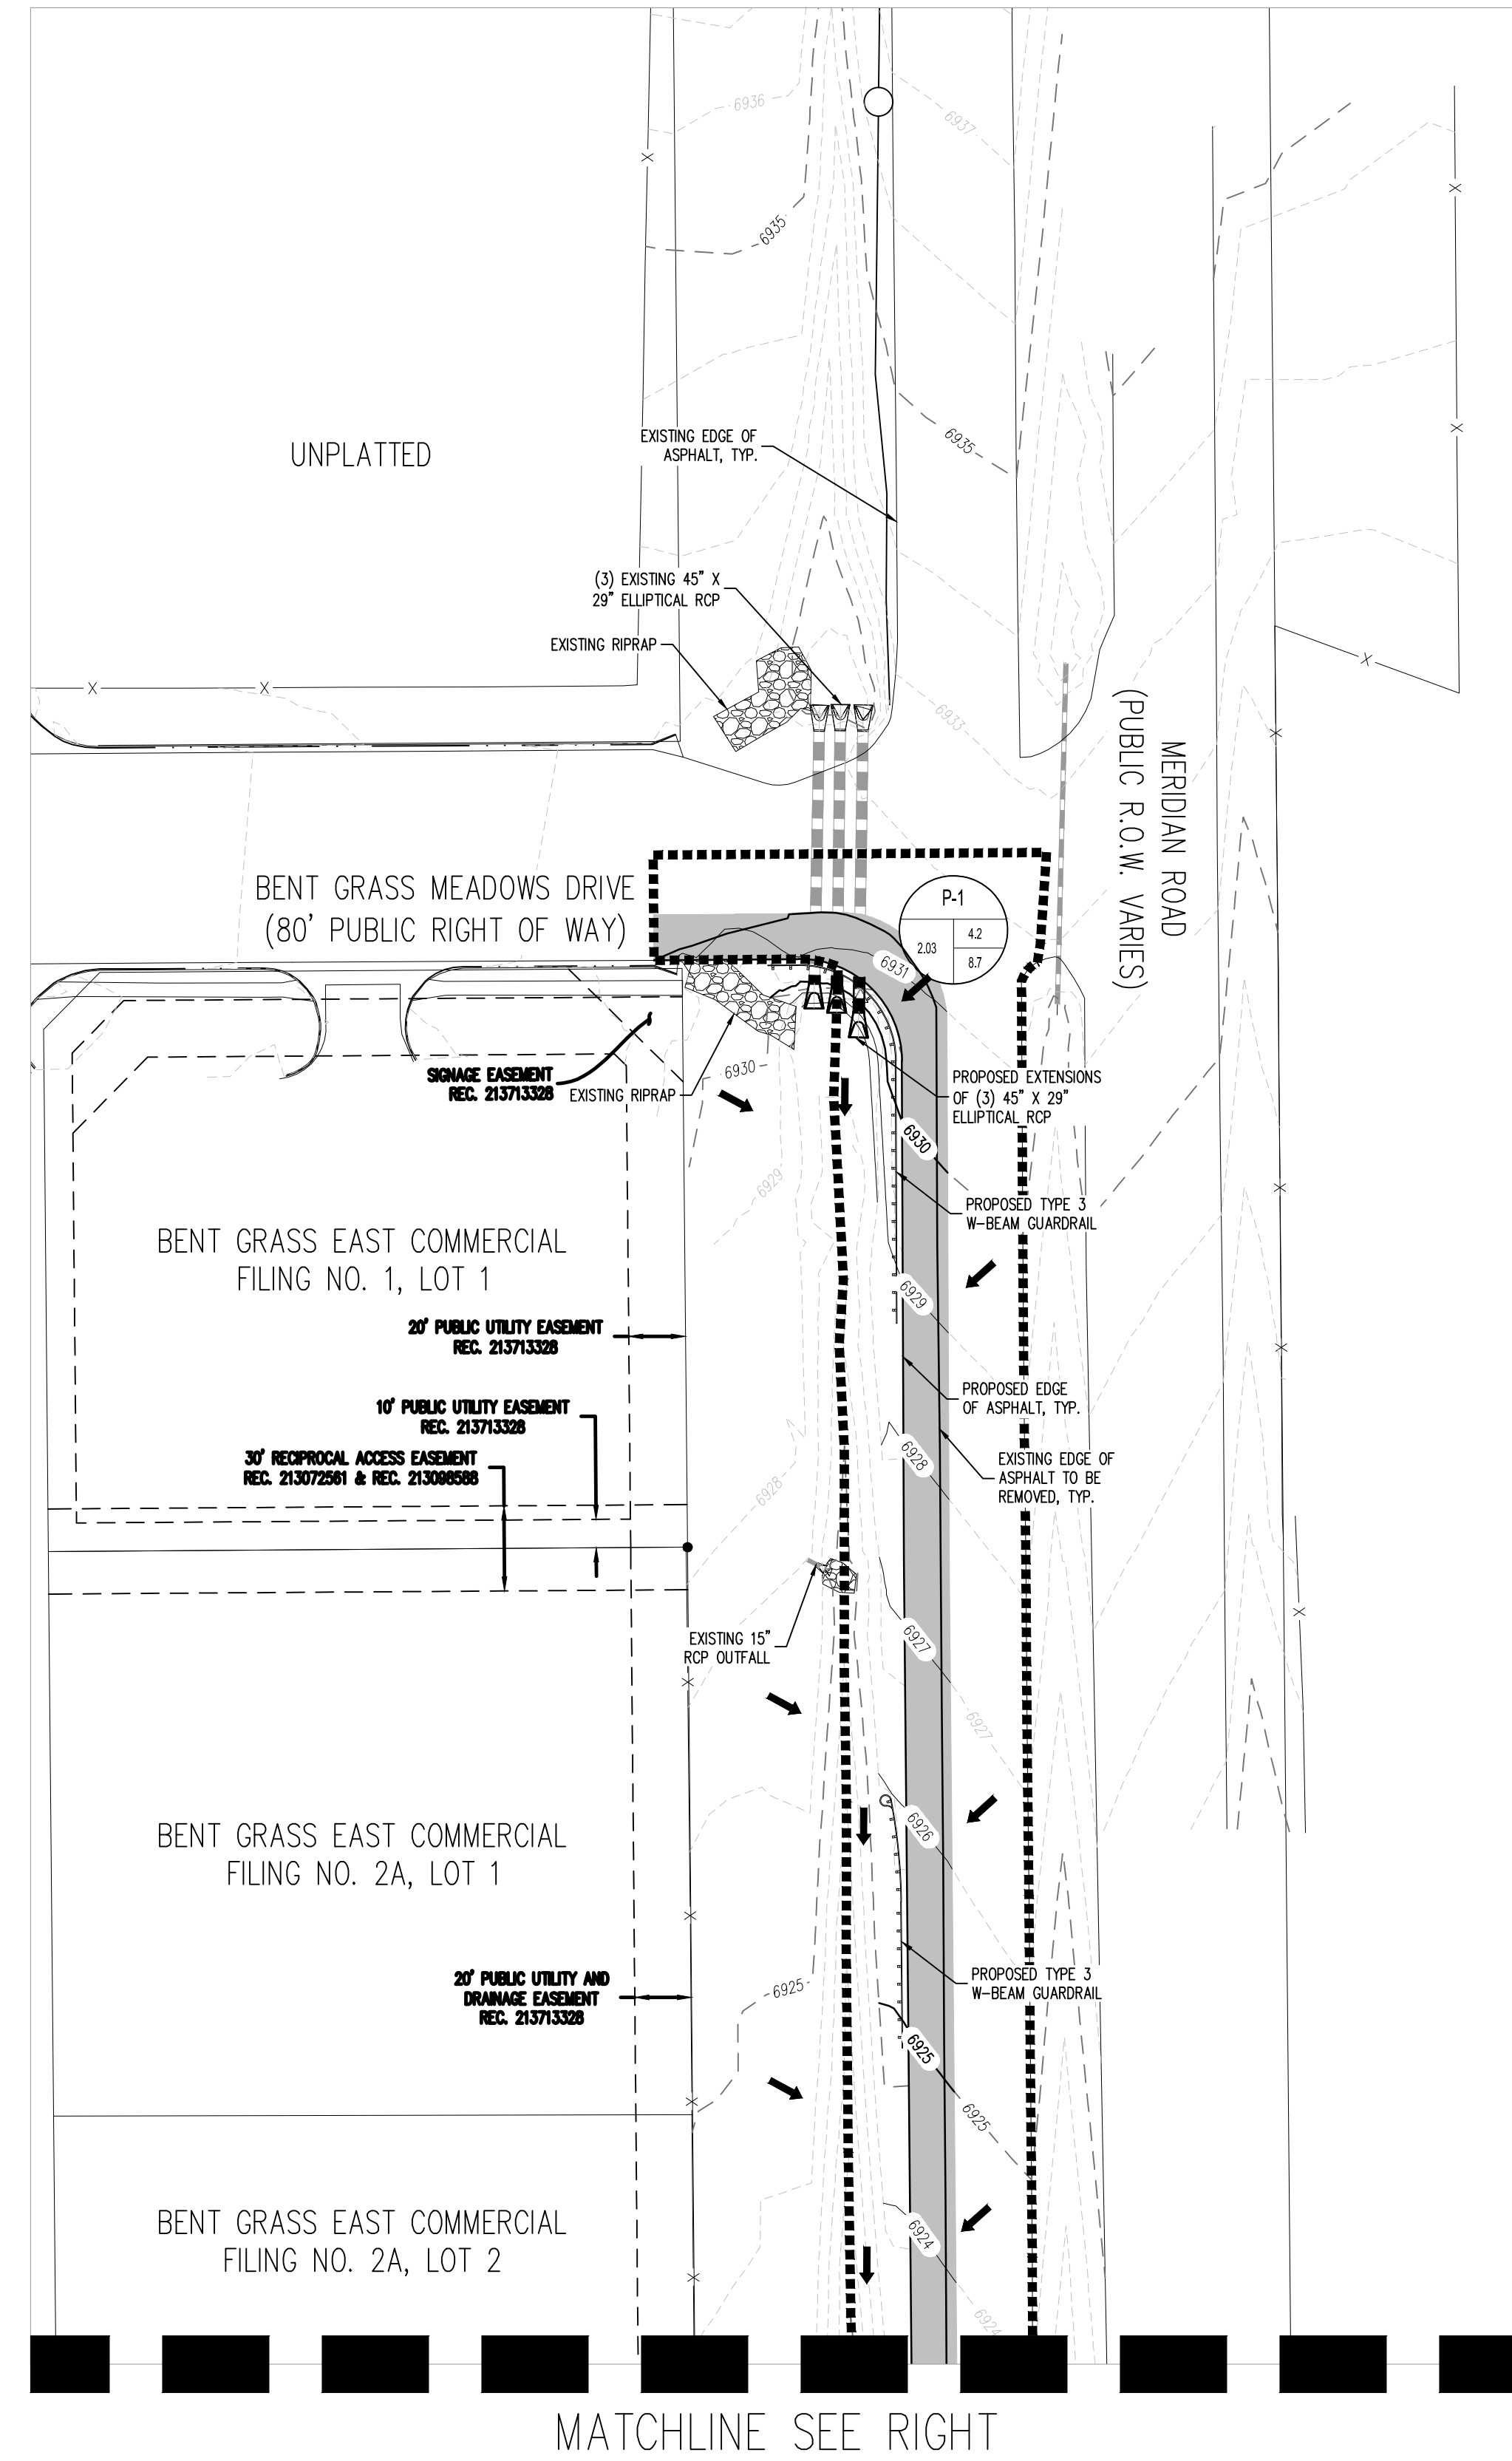 6936
6937
6935
6935
UNPLATTED
EXISTING EDGE OF
ASPHALT, TYP.
(3) EXISTING 45" X
29" ELLIPTICAL RCP
EXISTING RIPRAP
6933
MERIDIAN ROAD
(PUBLIC R.O.W. VARIES)
BENT GRASS MEADOWS DRIVE
(80' PUBLIC RIGHT OF WAY)
P-1
2.03
4.2
8.7
6931
SIGNAGE EASEMENT
REC. 213713328
EXISTING RIPRAP
6930
PROPOSED EXTENSIONS
OF (3) 45" X 29"
ELLIPTICAL RCP
6930
6929
PROPOSED TYPE 3
W-BEAM GUARDRAIL
BENT GRASS EAST COMMERCIAL
FILING NO. 1, LOT 1
6929
20' PUBLIC UTILITY EASEMENT
REC. 213713328
PROPOSED EDGE
OF ASPHALT, TYP.
10' PUBLIC UTILITY EASEMENT
REC. 213713328
30' RECIPROCAL ACCESS EASEMENT
REC. 213072561 & REC. 213098588
6928
6928
EXISTING EDGE OF
ASPHALT TO BE
REMOVED, TYP.
EXISTING 15"
RCP OUTFALL
6927
6927
6926
BENT GRASS EAST COMMERCIAL
FILING NO. 2A, LOT 1
20' PUBLIC UTILITY AND
DRAINAGE EASEMENT
REC. 213713328
6925
PROPOSED TYPE 3
W-BEAM GUARDRAIL
6925
6925
BENT GRASS EAST COMMERCIAL
FILING NO. 2A, LOT 2
6924
6924
MATCHLINE SEE RIGHT